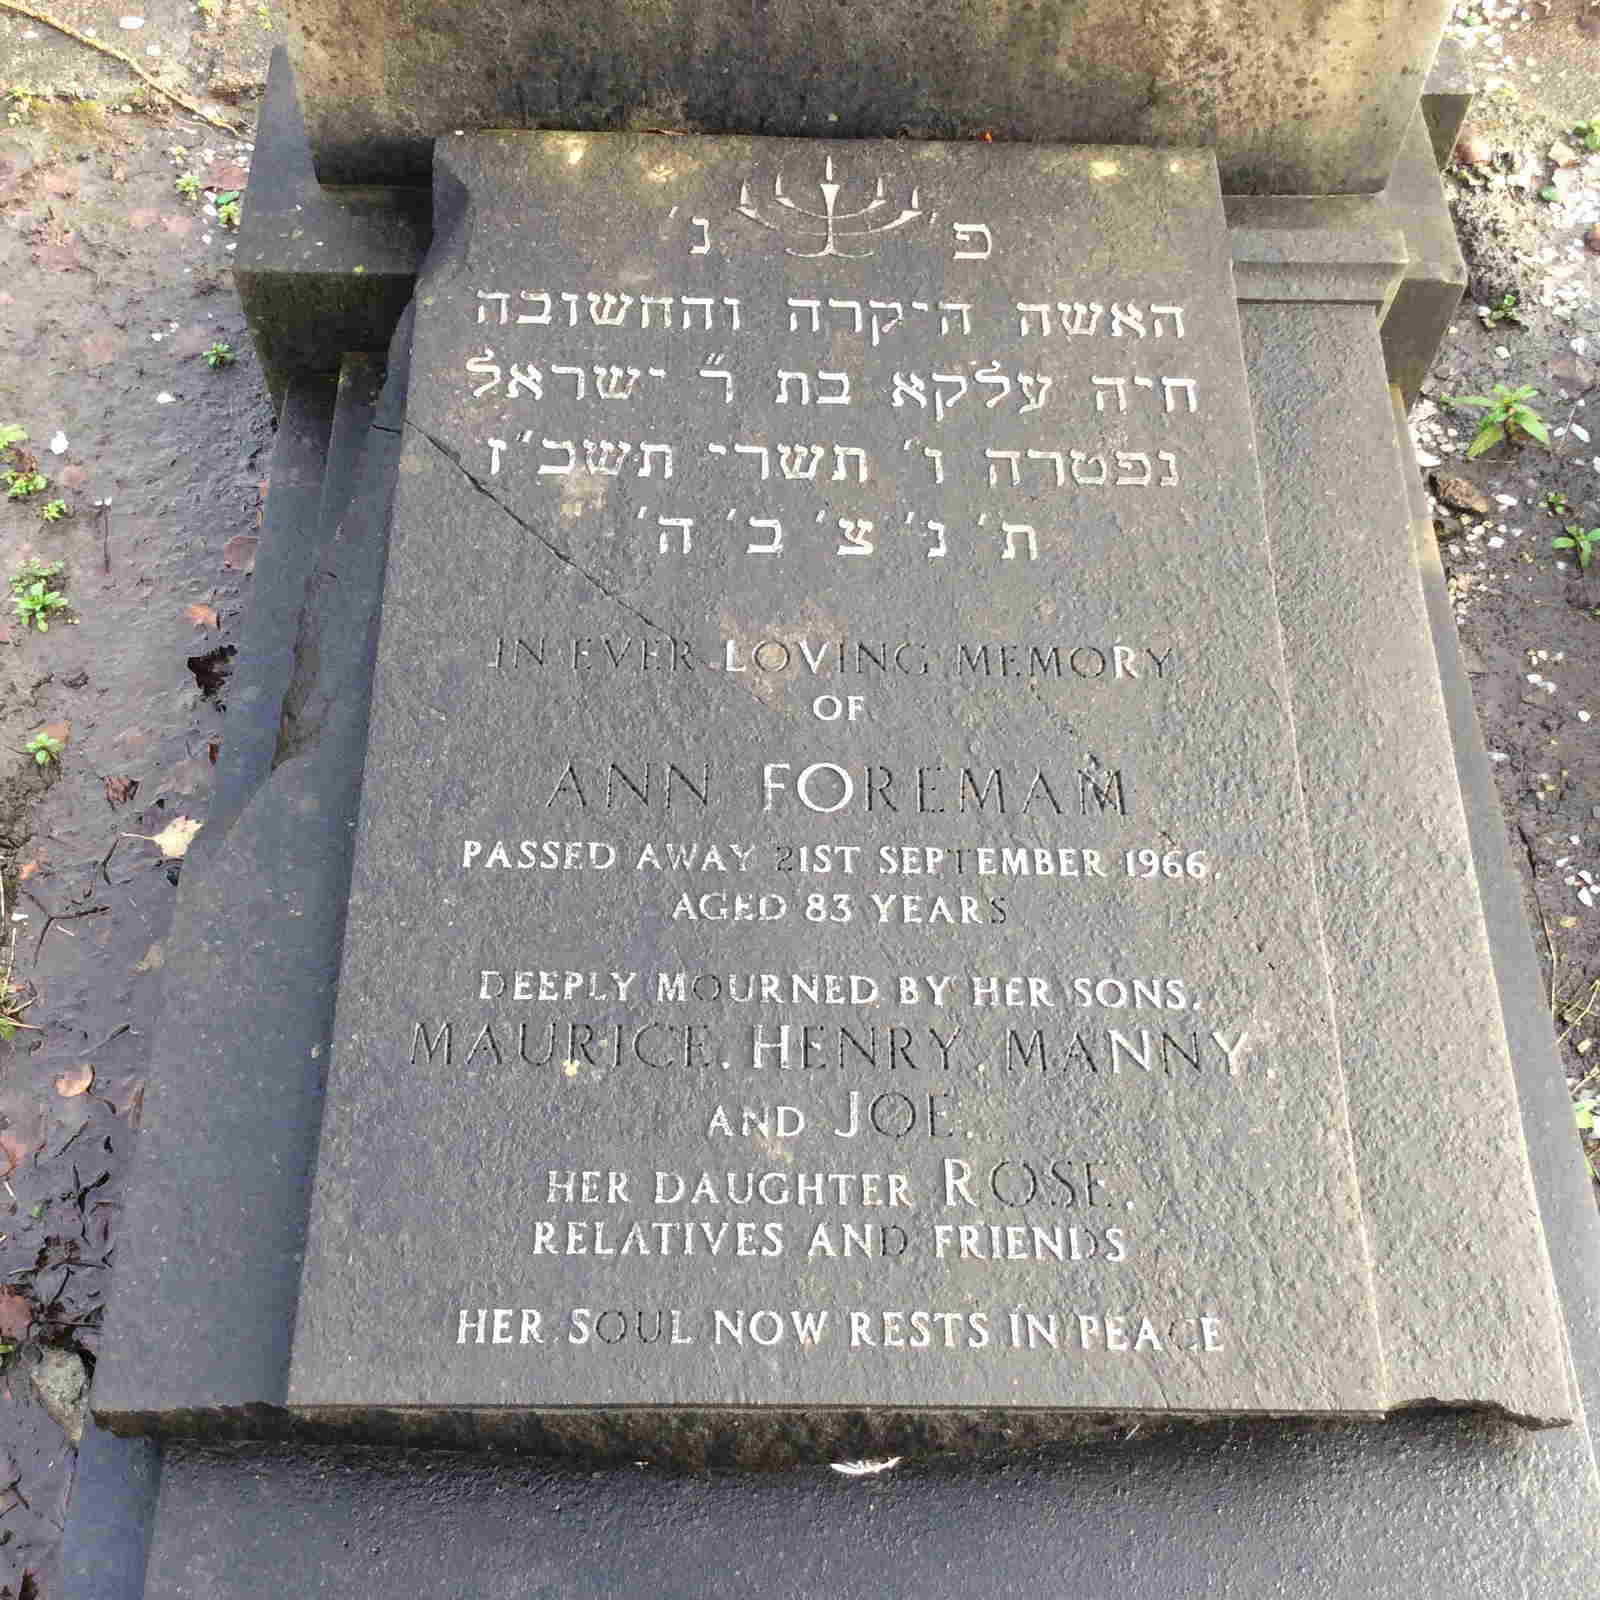 פ׳ נ׳
האשה היקרה והחשובה
חיה עלקא בת ר״ ישראל
נפטרה ו׳ תשרי תשכ״ז
ת׳ נ׳ צ׳ ב׳ ה׳
IN EVER LOVING MEMORY
OF
ANN FOREMAN
PASSED AWAY 21ST SEPTEMBER 1966.
AGED 83 YEARS
DEEPLY MOURNED BY HER SONS,
MAURICE, HENRY, MANNY,
AND JOE,
HER DAUGHTER ROSE,
RELATIVES AND FRIENDS
HER SOUL NOW RESTS IN PEACE